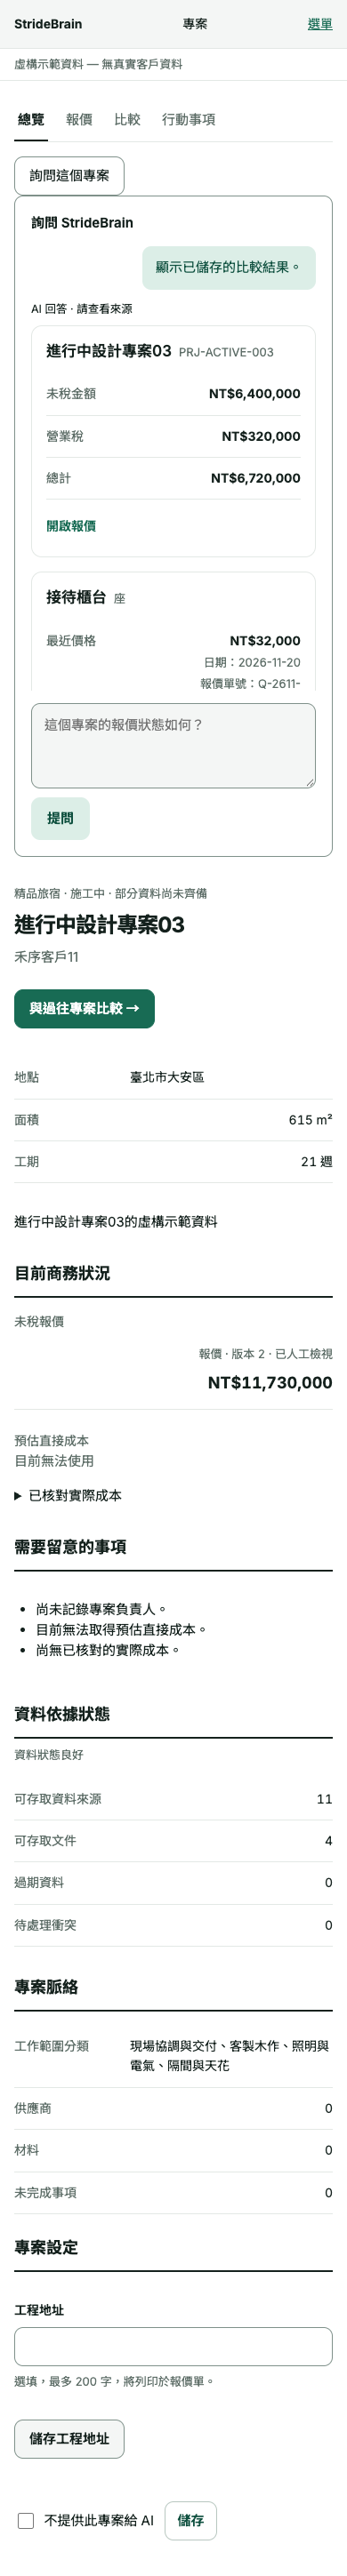 StrideBrain
專案
選單
虛構示範資料 — 無真實客戶資料
總覽 報價 比較 行動事項
詢問這個專案
詢問 StrideBrain
顯示已儲存的比較結果。
AI 回答 · 請查看來源
進行中設計專案03 PRJ-ACTIVE-003
未稅金額 NT$6,400,000
營業稅 NT$320,000
總計 NT$6,720,000
開啟報價
接待櫃台 座
最近價格 NT$32,000
日期：2026-11-20
報價單號：Q-2611-
這個專案的報價狀態如何？
提問
精品旅宿 · 施工中 · 部分資料尚未齊備
進行中設計專案03
禾序客戶11
與過往專案比較 →
地點 臺北市大安區
面積 615 m²
工期 21 週
進行中設計專案03的虛構示範資料
目前商務狀況
未稅報價
報價 · 版本 2 · 已人工檢視
NT$11,730,000
預估直接成本
目前無法使用
▶ 已核對實際成本
需要留意的事項
• 尚未記錄專案負責人。
• 目前無法取得預估直接成本。
• 尚無已核對的實際成本。
資料依據狀態
資料狀態良好
可存取資料來源 11
可存取文件 4
過期資料 0
待處理衝突 0
專案脈絡
工作範圍分類 現場協調與交付、客製木作、照明與
電氣、隔間與天花
供應商 0
材料 0
未完成事項 0
專案設定
工程地址
選填，最多 200 字，將列印於報價單。
儲存工程地址
不提供此專案給 AI 儲存